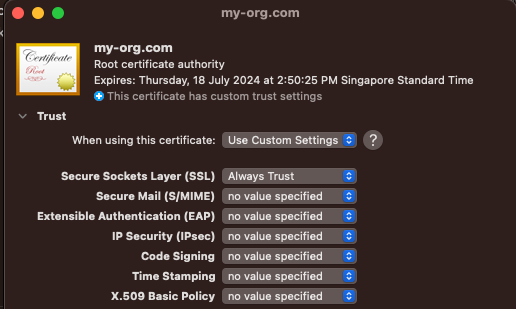 my-org.com
Certificate
Root
my-org.com
Root certificate authority
Expires: Thursday, 18 July 2024 at 2:50:25 PM Singapore Standard Time
This certificate has custom trust settings
Trust
When using this certificate: Use Custom Settings ?
Secure Sockets Layer (SSL) Always Trust
Secure Mail (S/MIME) no value specified
Extensible Authentication (EAP) no value specified
IP Security (IPsec) no value specified
Code Signing no value specified
Time Stamping no value specified
X.509 Basic Policy no value specified